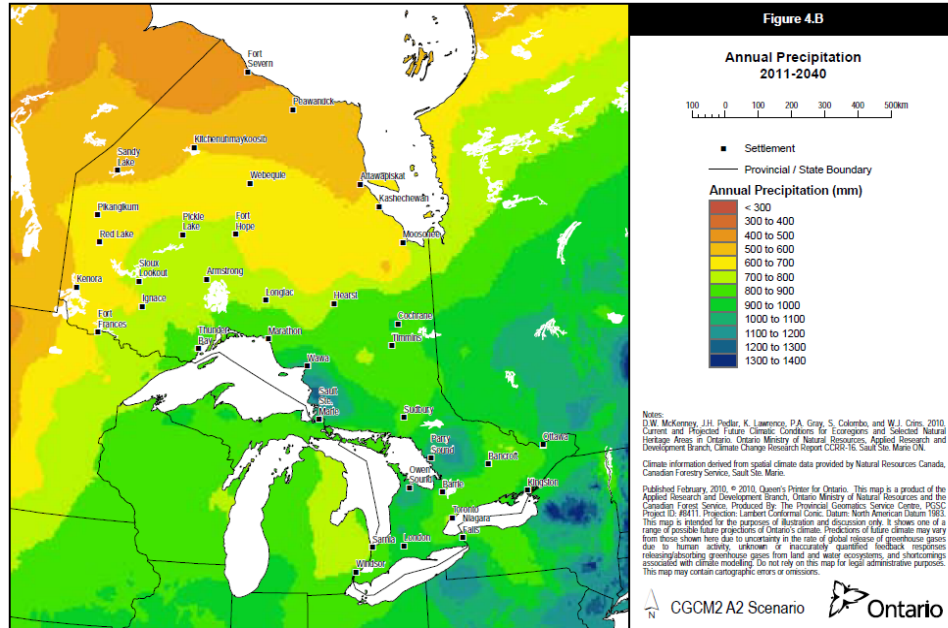 Figure 4.B
Annual Precipitation
2011-2040
100 0 100 200 300 400 500km
Settlement
Provincial / State Boundary
Annual Precipitation (mm)
< 300
300 to 400
400 to 500
500 to 600
600 to 700
700 to 800
800 to 900
900 to 1000
1000 to 1100
1100 to 1200
1200 to 1300
1300 to 1400
Notes:
D.W. McKenney, J.H. Pedlar, K. Lawrence, P.A. Gray, S. Colombo, and W.J. Crins. 2010.
Current and Projected Future Climatic Conditions for Ecoregions and Selected Natural
Heritage Areas in Ontario. Ontario Ministry of Natural Resources, Applied Research and
Development Branch, Climate Change Research Report CCRR-16. Sault Ste. Marie ON.
Climate information derived from spatial climate data provided by Natural Resources Canada,
Canadian Forestry Service, Sault Ste. Marie.
Published February, 2010, © 2010, Queen's Printer for Ontario. This map is a product of the
Applied Research and Development Branch, Ontario Ministry of Natural Resources and the
Canadian Forest Service. Produced By: The Provincial Geomatics Service Centre, PGSC
Project ID: #8411. Projection: Lambert Conformal Conic. Datum: North American Datum 1983.
This map is intended for the purposes of illustration and discussion only. It shows one of a
range of possible future projections of Ontario's climate. Predictions of future climate may vary
from those shown here due to uncertainty in the rate of global release of greenhouse gases
due to human activity, unknown or inaccurately quantified feedback responses
releasing/absorbing greenhouse gases from land and water ecosystems, and shortcomings
associated with climate modelling. Do not rely on this map for legal administrative purposes.
This map may contain cartographic errors or omissions.
N
CGCM2 A2 Scenario
Ontario
Fort
Severn
Peawanuck
Kitchenuhmaykoosib
Sandy
Lake
Webequie
Attawapiskat
Kashechewan
Pikangikum
Pickle
Lake
Fort
Hope
Red Lake
Moosonee
Sioux
Lookout
Armstrong
Kenora
Ignace
Longlac
Hearst
Fort
Frances
Cochrane
Thunder
Bay
Marathon
Timmins
Wawa
Sault
Ste.
Marie
Sudbury
Parry
Sound
Ottawa
Bancroft
Owen
Sound
Barrie
Kingston
Toronto
Niagara
Falls
Sarnia
London
Windsor